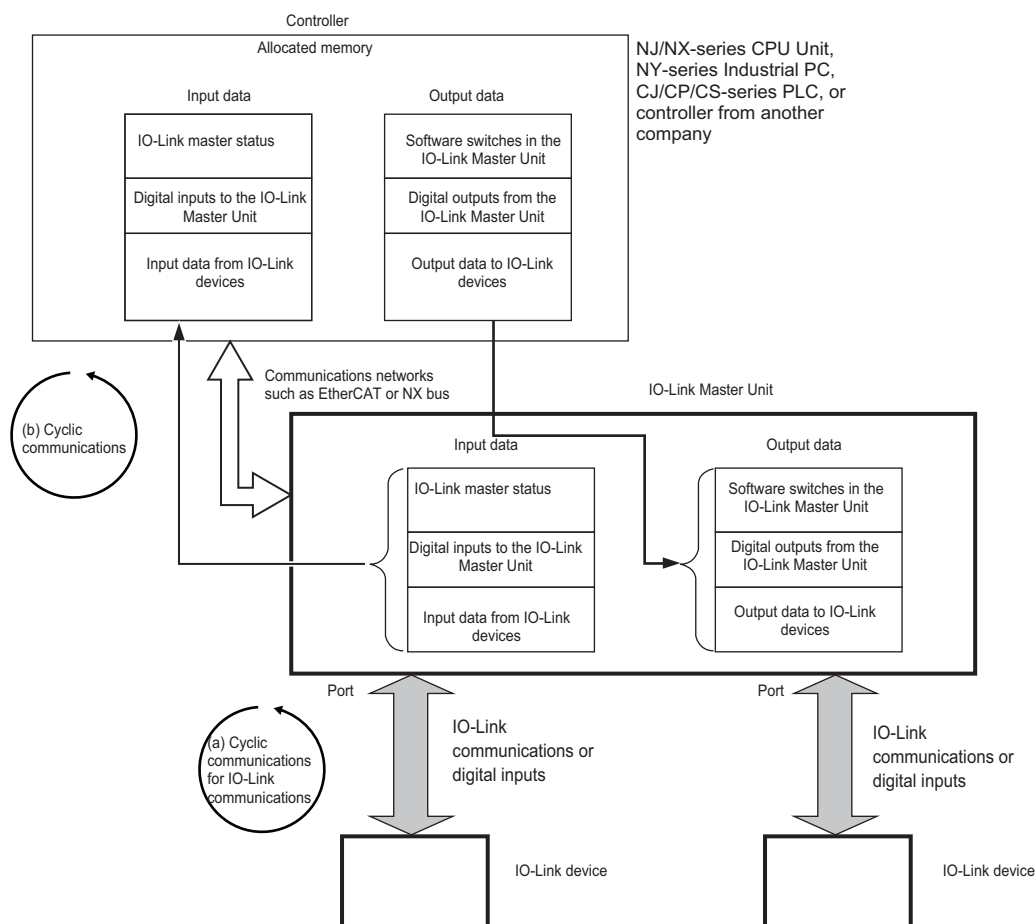 Controller
Allocated memory
NJ/NX-series CPU Unit,
NY-series Industrial PC,
CJ/CP/CS-series PLC, or
controller from another
company
Input data
Output data
IO-Link master status
Software switches in the
IO-Link Master Unit
Digital inputs to the IO-Link
Master Unit
Digital outputs from the
IO-Link Master Unit
Input data from IO-Link
devices
Output data to IO-Link
devices
(b) Cyclic
communications
Communications networks
such as EtherCAT or NX bus
IO-Link Master Unit
Input data
Output data
IO-Link master status
Software switches in the
IO-Link Master Unit
Digital inputs to the IO-Link
Master Unit
Digital outputs from the
IO-Link Master Unit
Input data from IO-Link
devices
Output data to IO-Link
devices
Port
Port
(a) Cyclic
communications
for IO-Link
communications
IO-Link
communications or
digital inputs
IO-Link
communications or
digital inputs
IO-Link device
IO-Link device